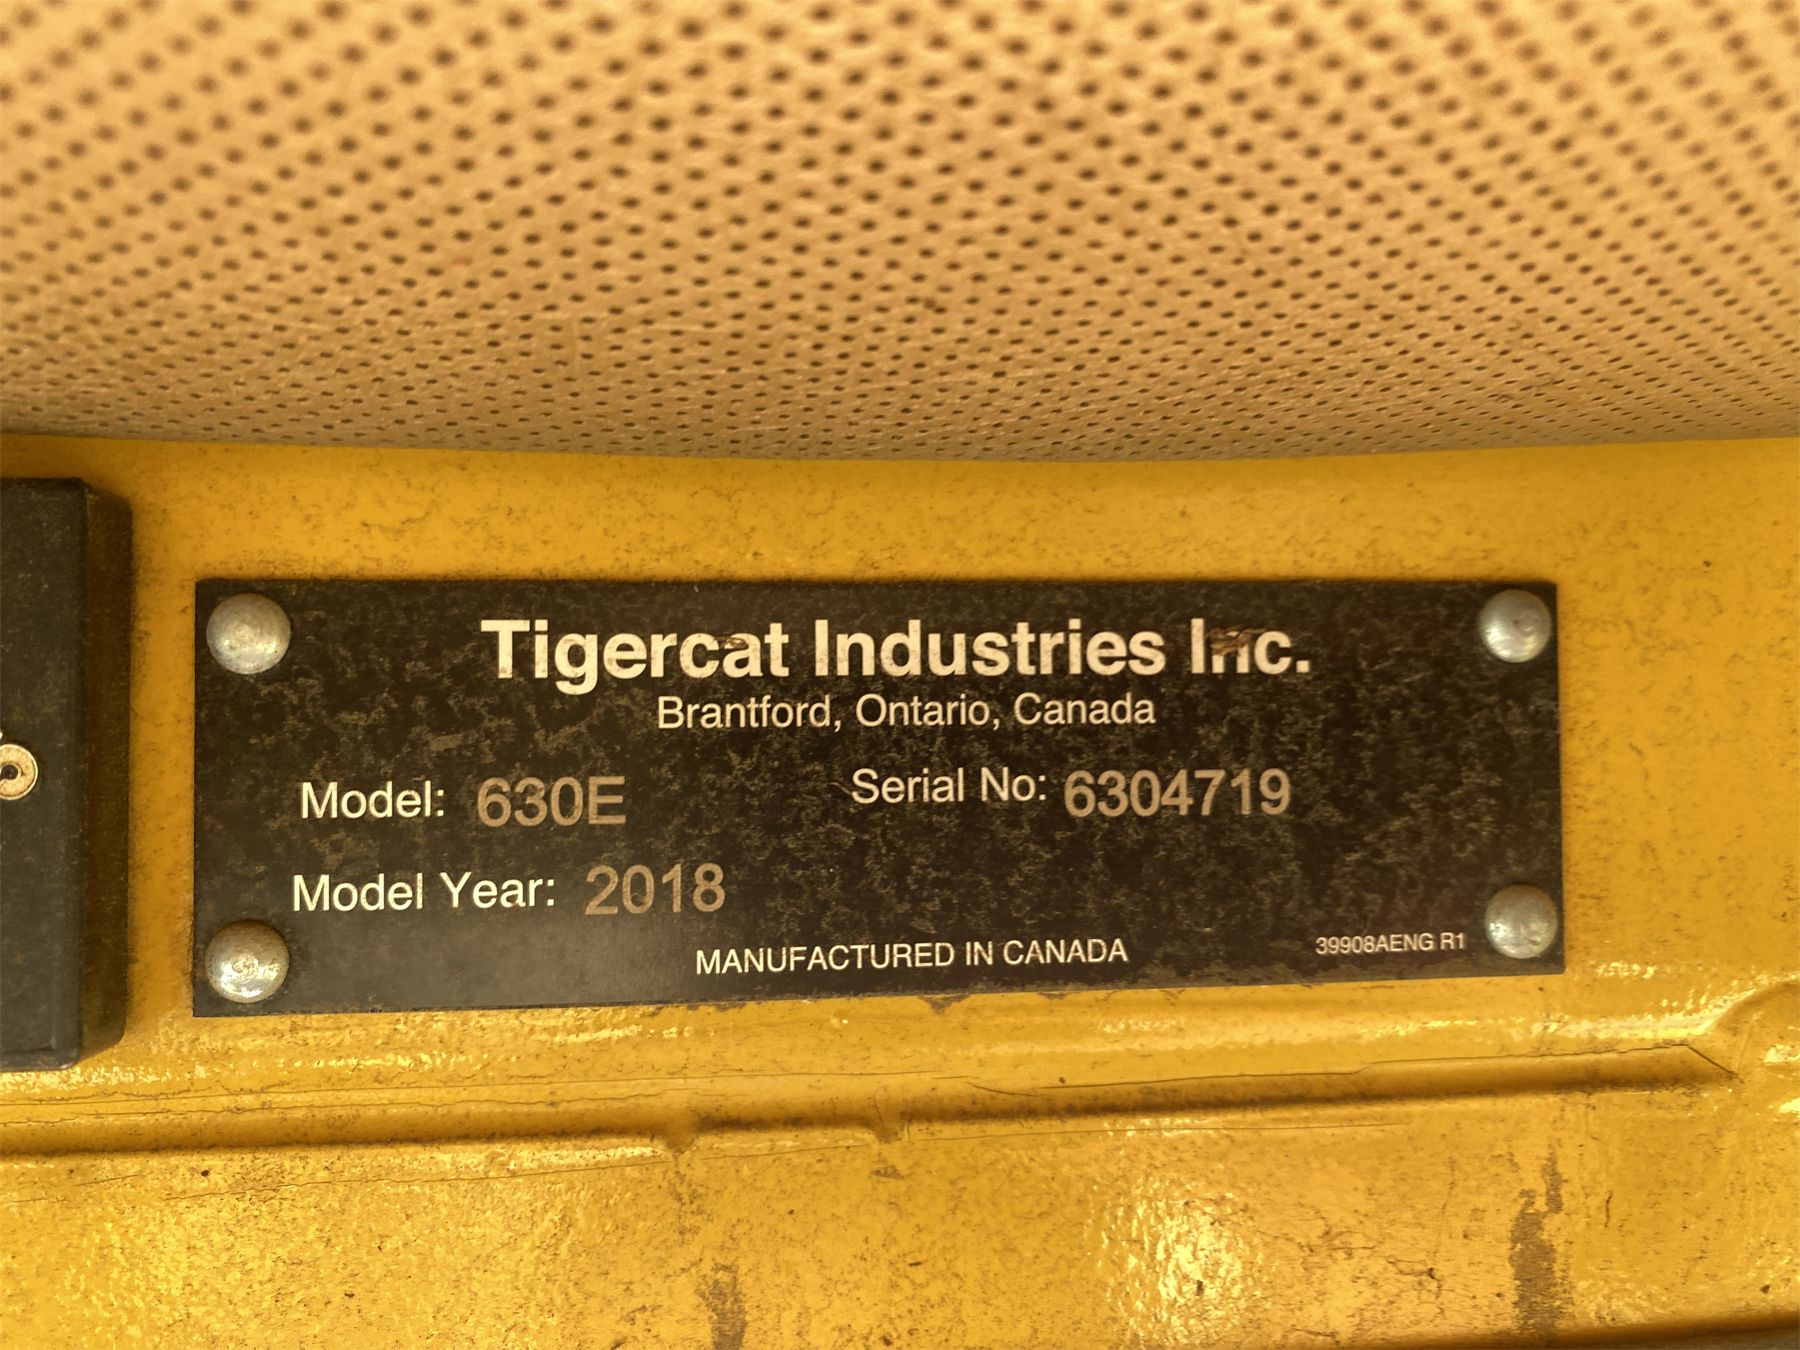 Tigercat Industries Inc.
Brantford, Ontario, Canada
Model: 630E Serial No: 6304719
Model Year: 2018
MANUFACTURED IN CANADA
39908AENG R1